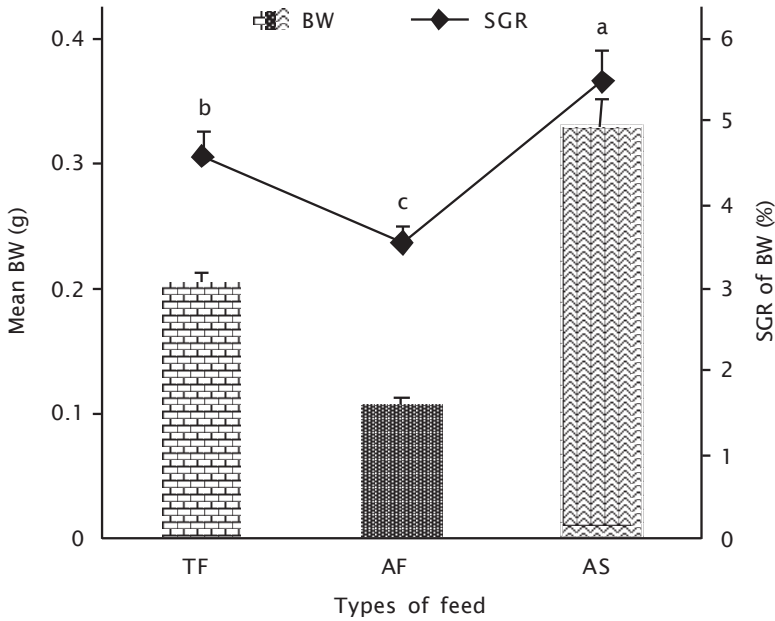 BW SGR
0.4
0.3
0.2
0.1
0
Mean BW (g)
6
5
4
3
2
1
0
SGR of BW (%)
b
c
a
TF AF AS
Types of feed